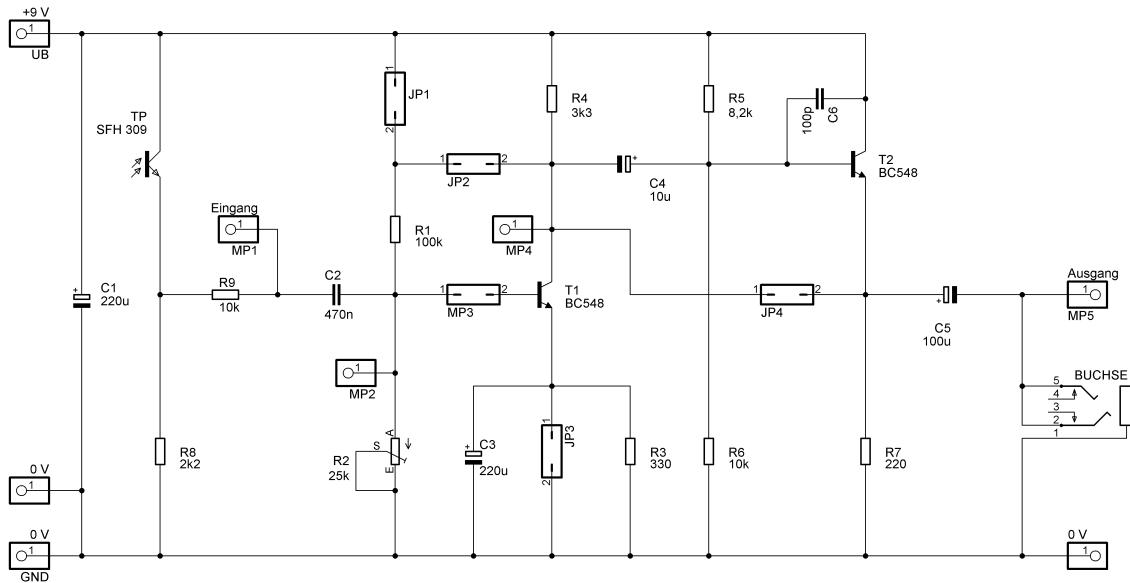 +9 V
1
UB
TP
SFH 309
1
JP1
2
R4
3k3
R5
8,2k
100p
C6
1
JP2
2
C4
10u
+
T2
BC548
Eingang
1
MP1
R1
100k
1
MP4
+
C1
220u
R9
10k
C2
470n
1
MP3
2
T1
BC548
1
JP4
2
+
C5
100u
Ausgang
1
MP5
1
MP2
BUCHSE
5
4
3
2
1
R8
2k2
A
S
E
R2
25k
+
C3
220u
1
JP3
2
R3
330
R6
10k
R7
220
0 V
1
0 V
1
GND
0 V
1